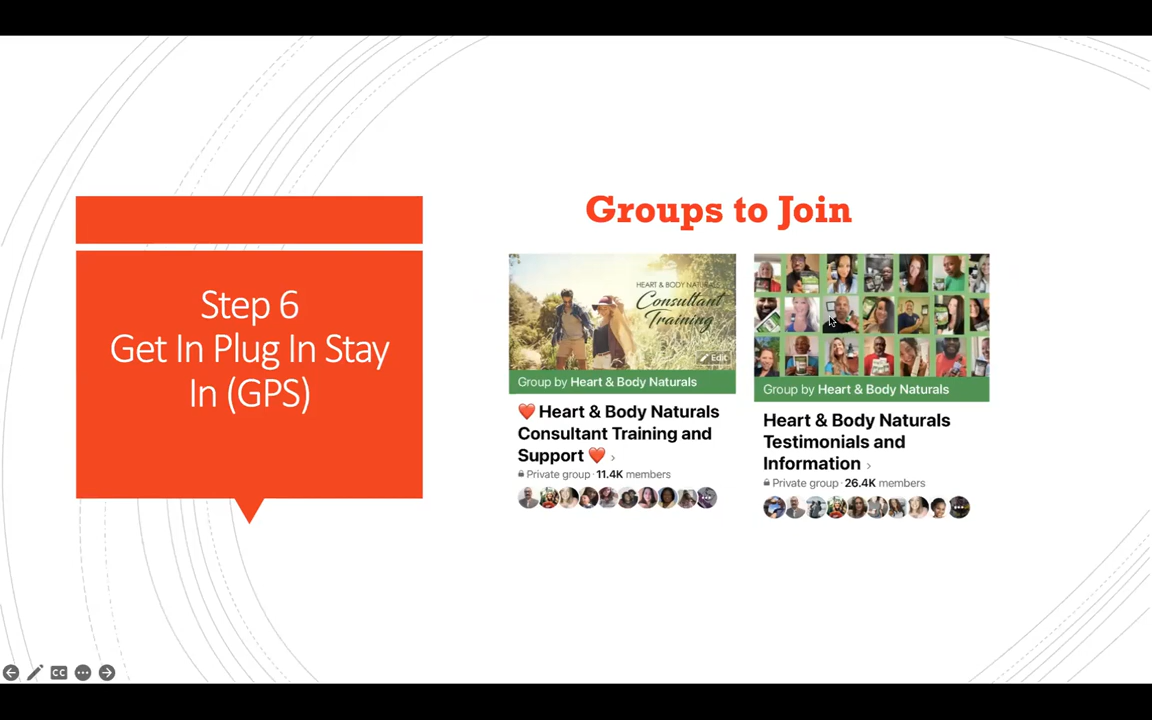 Step 6
Get In Plug In Stay
In (GPS)
Groups to Join
HEART & BODY NATURALS
Consultant
Training
Edit
Group by Heart & Body Naturals
❤️ Heart & Body Naturals
Consultant Training and
Support ❤️ ›
Private group · 11.4K members
Group by Heart & Body Naturals
Heart & Body Naturals
Testimonials and
Information ›
Private group · 26.4K members
CC